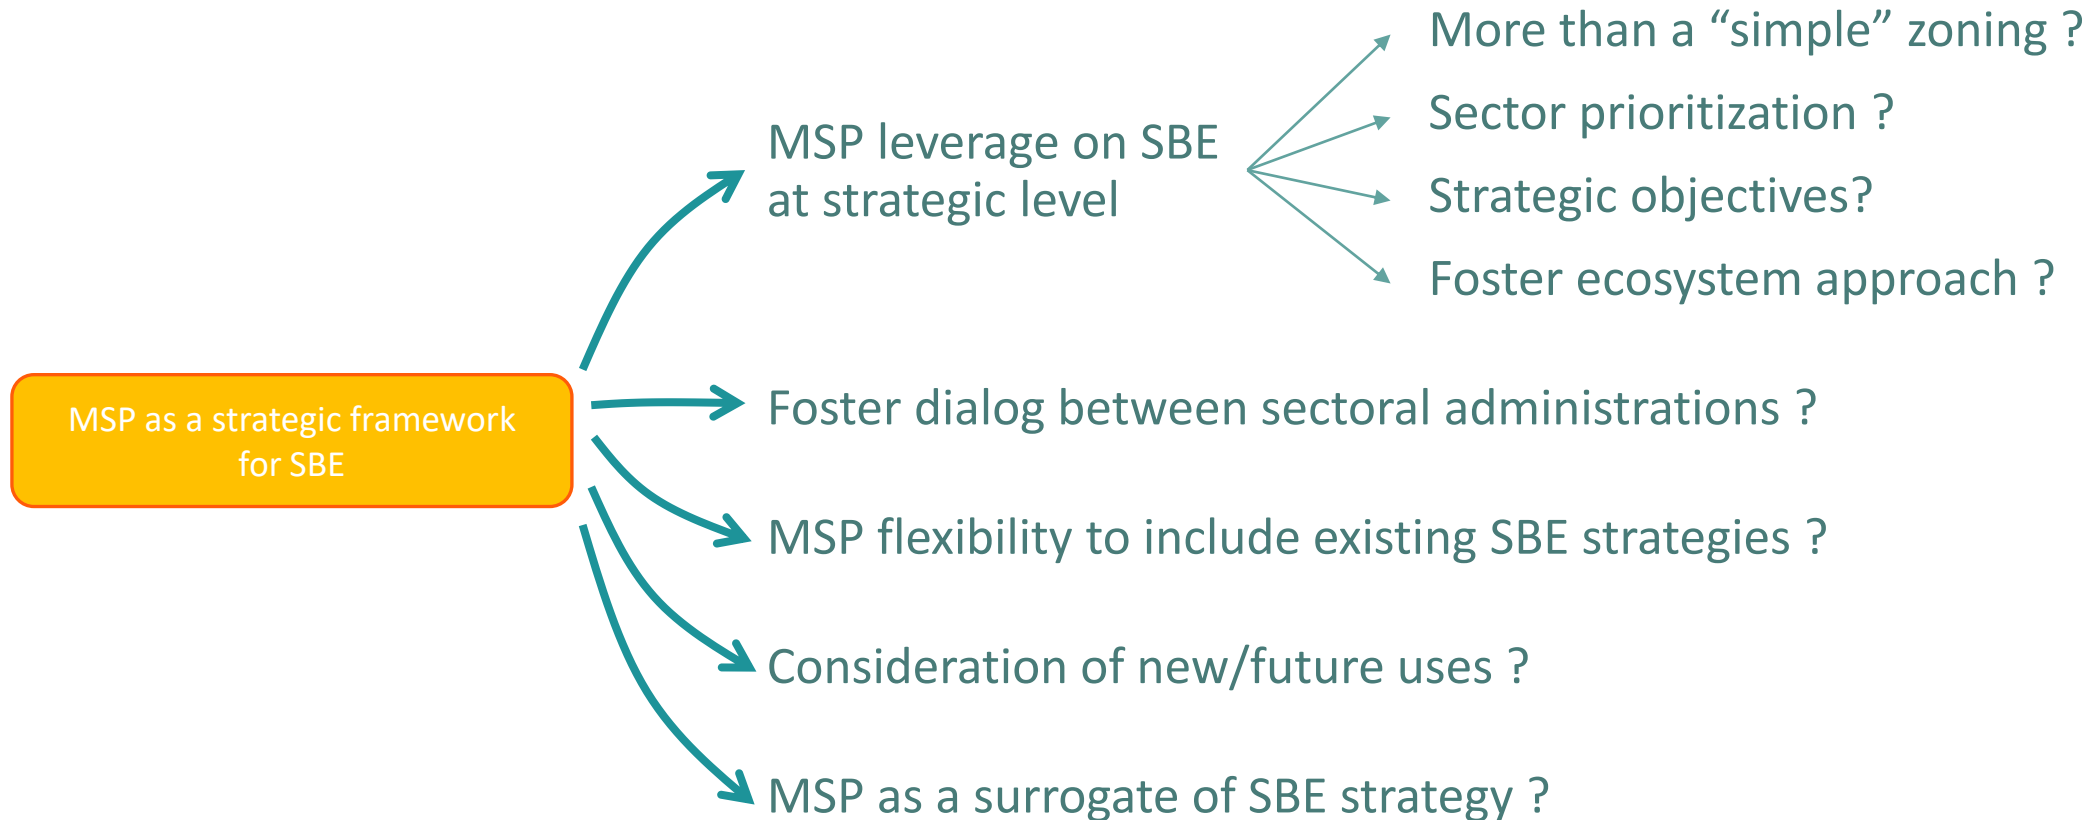 More than a “simple” zoning ?
Sector prioritization ?
MSP leverage on SBE
at strategic level
Strategic objectives?
Foster ecosystem approach ?
MSP as a strategic framework
for SBE
Foster dialog between sectoral administrations ?
MSP flexibility to include existing SBE strategies ?
Consideration of new/future uses ?
MSP as a surrogate of SBE strategy ?